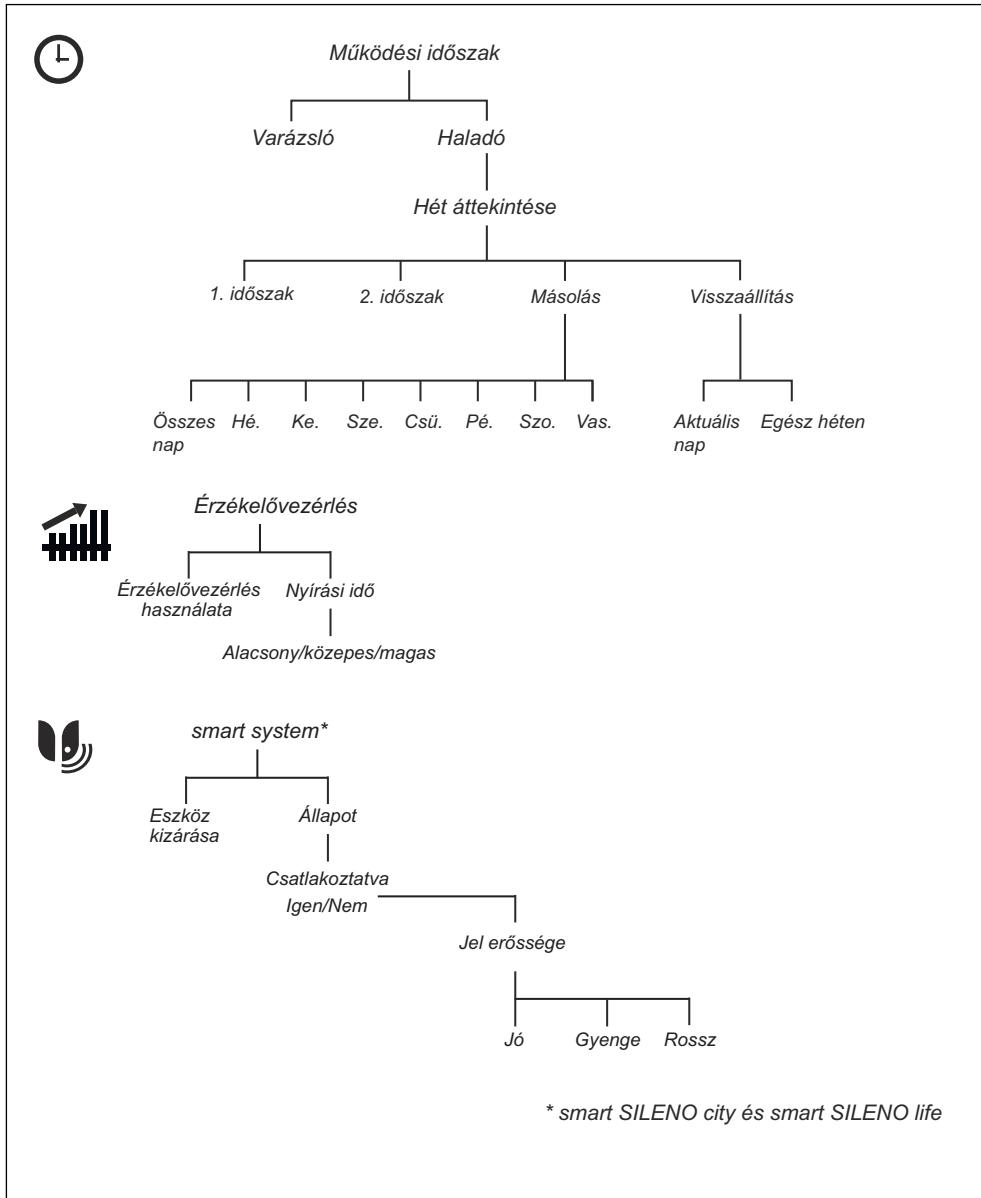 Működési időszak
Varázsló
Haladó
Hét áttekintése
1. időszak
2. időszak
Másolás
Visszaállítás
Összes
nap
Hé.
Ke.
Sze.
Csü.
Pé.
Szo.
Vas.
Aktuális
nap
Egész héten
Érzékelővezérlés
Érzékelővezérlés
használata
Nyírási idő
Alacsony/közepes/magas
smart system*
Eszköz
kizárása
Állapot
Csatlakoztatva
Igen/Nem
Jel erőssége
Jó
Gyenge
Rossz
* smart SILENO city és smart SILENO life